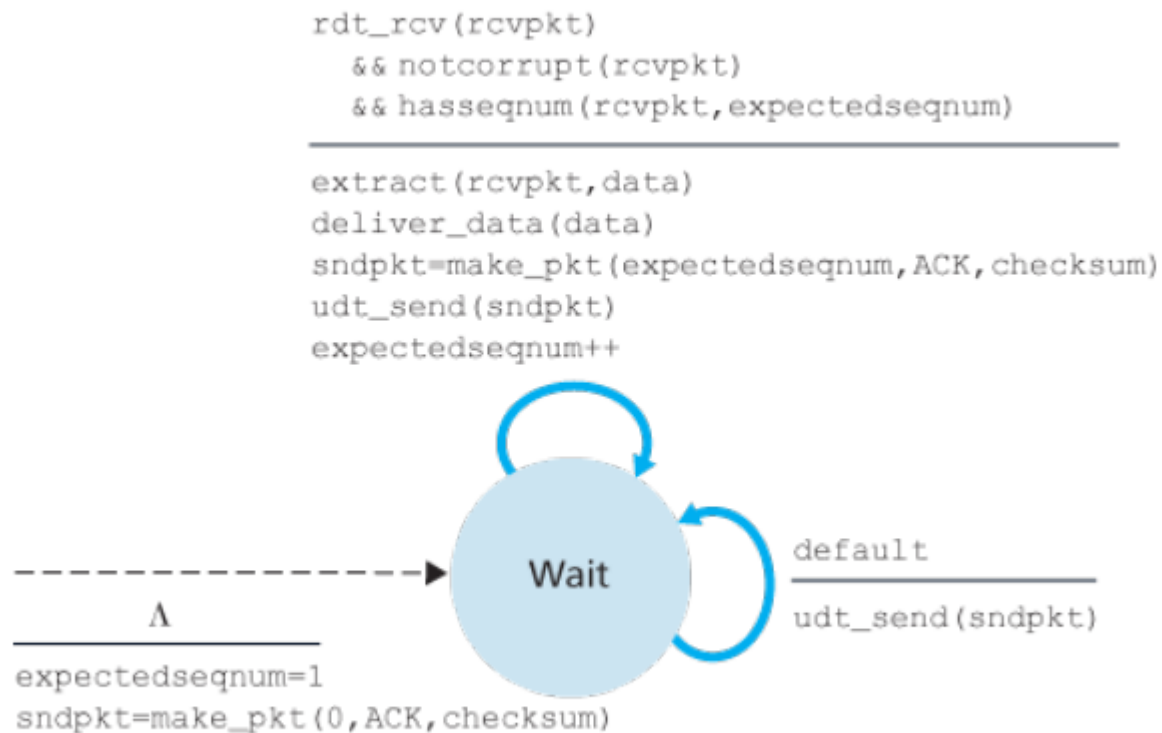 rdt_rcv(rcvpkt)
&& notcorrupt(rcvpkt)
&& hasseqnum(rcvpkt,expectedseqnum)
extract(rcvpkt,data)
deliver_data(data)
sndpkt=make_pkt(expectedseqnum,ACK,checksum)
udt_send(sndpkt)
expectedseqnum++
Wait
default
udt_send(sndpkt)
Λ
expectedseqnum=1
sndpkt=make_pkt(0,ACK,checksum)